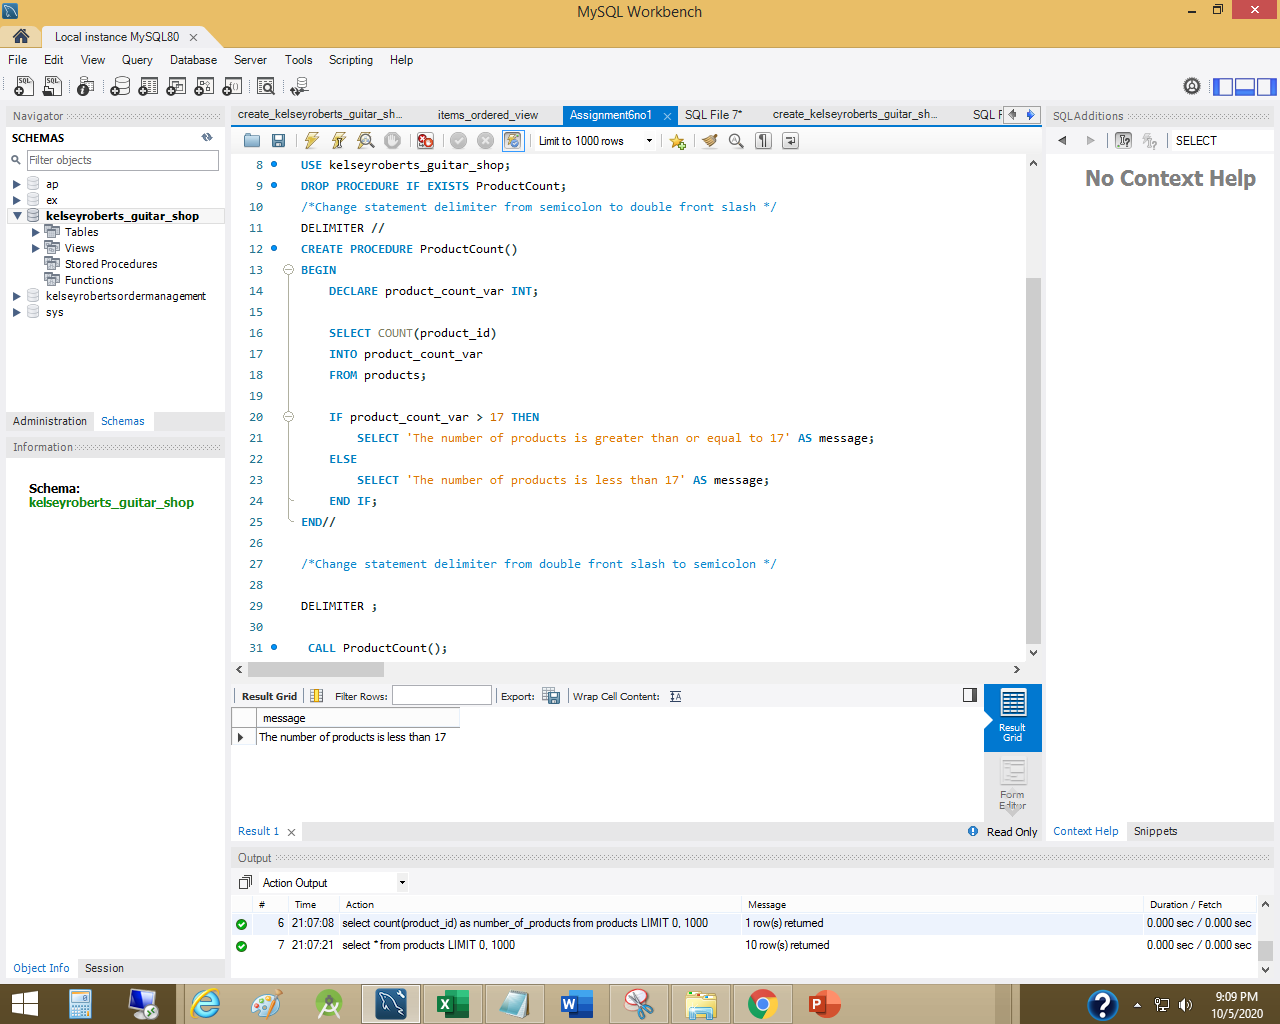 MySQL Workbench
Local instance MySQL80
File Edit View Query Database Server Tools Scripting Help
Navigator
SCHEMAS
Filter objects
ap
ex
kelseyroberts_guitar_shop
Tables
Views
Stored Procedures
Functions
kelseyrobertsordermanagement
sys
Administration Schemas
Information
Schema:
kelseyroberts_guitar_shop
Object Info Session
create_kelseyroberts_guitar_sh... items_ordered_view Assignment6no1 SQL File 7* create_kelseyroberts_guitar_sh... SQL F
Limit to 1000 rows
8 USE kelseyroberts_guitar_shop;
9 DROP PROCEDURE IF EXISTS ProductCount;
10 /*Change statement delimiter from semicolon to double front slash */
11 DELIMITER //
12 CREATE PROCEDURE ProductCount()
13 BEGIN
14 DECLARE product_count_var INT;
15
16 SELECT COUNT(product_id)
17 INTO product_count_var
18 FROM products;
19
20 IF product_count_var > 17 THEN
21 SELECT 'The number of products is greater than or equal to 17' AS message;
22 ELSE
23 SELECT 'The number of products is less than 17' AS message;
24 END IF;
25 END//
26
27 /*Change statement delimiter from double front slash to semicolon */
28
29 DELIMITER ;
30
31 CALL ProductCount();
Result Grid Filter Rows: Export: Wrap Cell Content:
message
The number of products is less than 17
Result Grid
Form Editor
Result 1 Read Only
SQLAdditions
SELECT
No Context Help
Context Help Snippets
Output
Action Output
# Time Action Message Duration / Fetch
6 21:07:08 select count(product_id) as number_of_products from products LIMIT 0, 1000 1 row(s) returned 0.000 sec / 0.000 sec
7 21:07:21 select * from products LIMIT 0, 1000 10 row(s) returned 0.000 sec / 0.000 sec
9:09 PM
10/5/2020